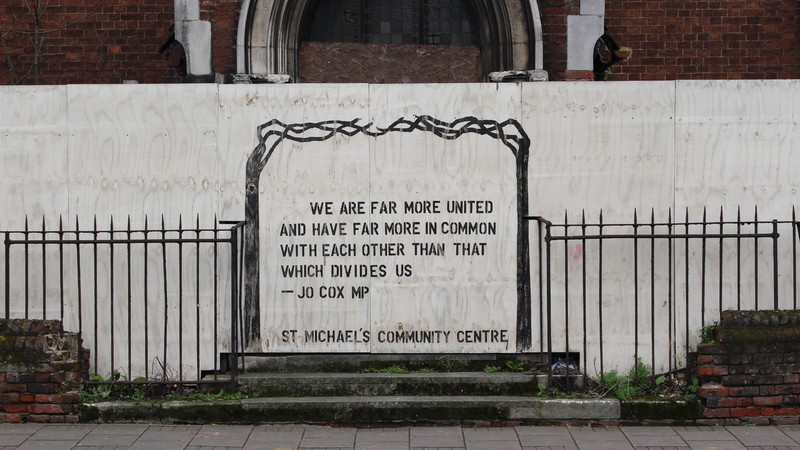 WE ARE FAR MORE UNITED
AND HAVE FAR MORE IN COMMON
WITH EACH OTHER THAN THAT
WHICH DIVIDES US
— JO COX MP
ST MICHAEL'S COMMUNITY CENTRE